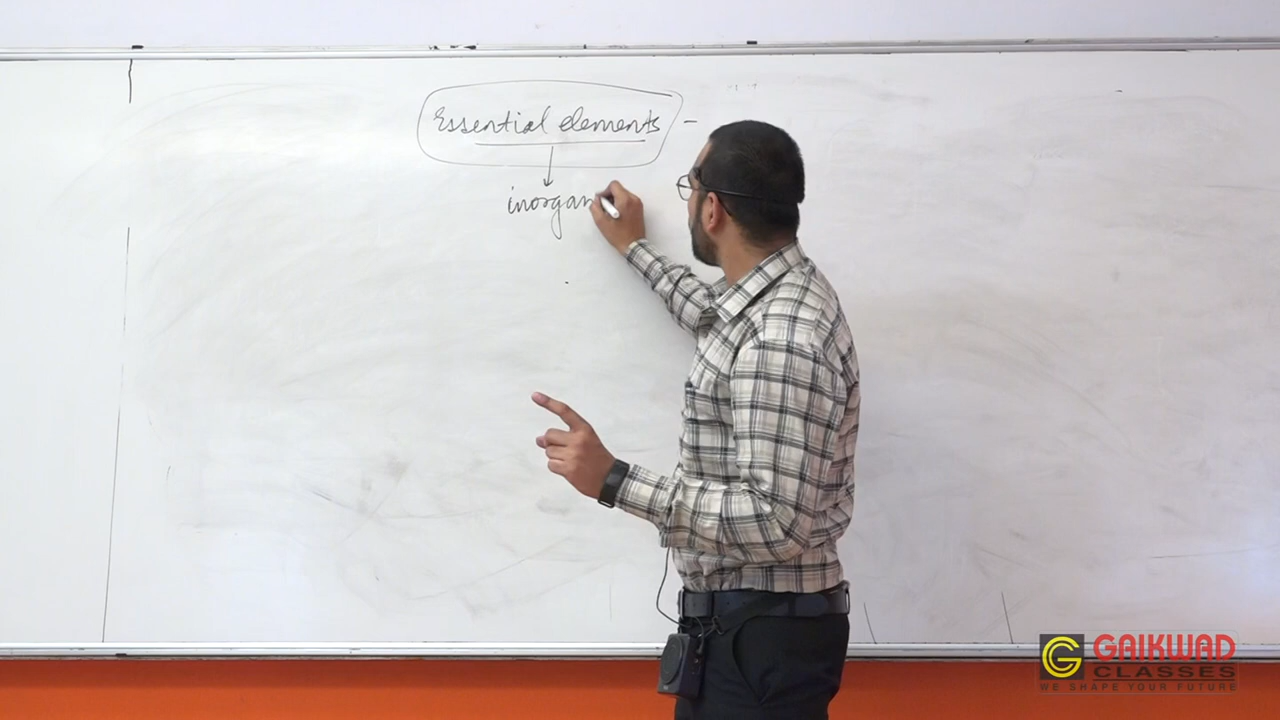 Essential elements -
inorgan
GAIKWAD
CLASSES
WE SHAPE YOUR FUTURE